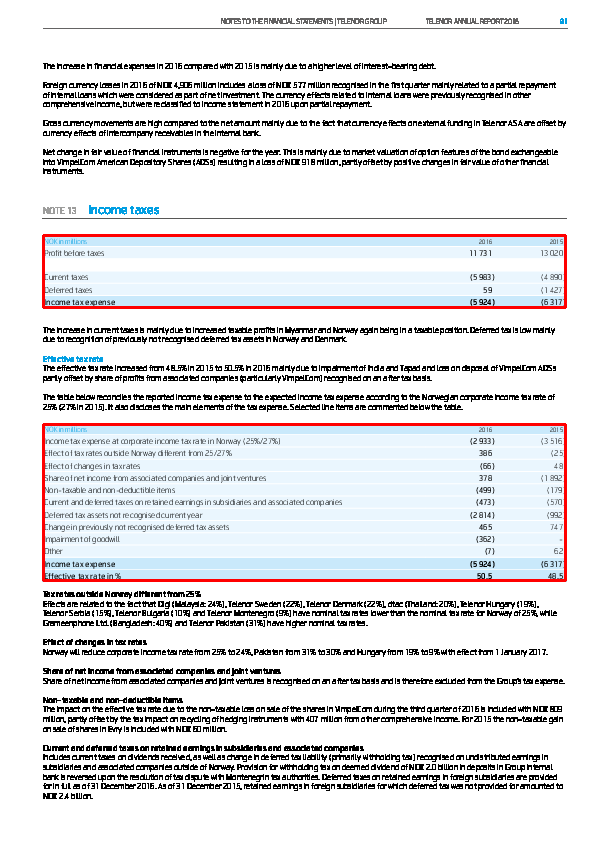 NOTES TO THE FINANCIAL STATEMENTS | TELENOR GROUP TELENOR ANNUAL REPORT 2016 81
The increase in financial expenses in 2016 compared with 2015 is mainly due to a higher level of interest-bearing debt.
Foreign currency losses in 2016 of NOK 4,906 million includes a loss of NOK 577 million recognised in the first quarter mainly related to a partial repayment
of internal loans which were considered as part of net investment. The currency effects related to internal loans were previously recognised in other
comprehensive income, but were reclassified to income statement in 2016 upon partial repayment.
Gross currency movements are high compared to the net amount mainly due to the fact that currency effects on external funding in Telenor ASA are offset by
currency effects of intercompany receivables in the internal bank.
Net change in fair value of financial instruments is negative for the year. This is mainly due to market valuation of option features of the bond exchangeable
into VimpelCom American Depository Shares (ADSs) resulting in a loss of NOK 918 million, partly offset by positive changes in fair value of other financial
instruments.
NOTE 13 Income taxes
NOK in millions 2016 2015
Profit before taxes 11 731 13 020
Current taxes (5 983) (4 890
Deferred taxes 59 (1 427
Income tax expense (5 924) (6 317
The increase in current taxes is mainly due to increased taxable profits in Myanmar and Norway again being in a taxable position. Deferred tax is low mainly
due to recognition of previously not recognised deferred tax assets in Norway and Denmark.
Effective tax rate
The effective tax rate increased from 48.5% in 2015 to 50.5% in 2016 mainly due to impairment of India and Tapad and loss on disposal of VimpelCom ADSs
partly offset by share of profits from associated companies (particularly VimpelCom) recognised on an after tax basis.
The table below reconciles the reported income tax expense to the expected income tax expense according to the Norwegian corporate income tax rate of
25% (27% in 2015). It also discloses the main elements of the tax expense. Selected line items are commented below the table.
NOK in millions 2016 2015
Income tax expense at corporate income tax rate in Norway (25%/27%) (2 933) (3 516
Effect of tax rates outside Norway different from 25/27% 386 (25
Effect of changes in tax rates (66) 48
Share of net income from associated companies and joint ventures 378 (1 892
Non-taxable and non-deductible items (499) (179
Current and deferred taxes on retained earnings in subsidiaries and associated companies (473) (570
Deferred tax assets not recognised current year (2 814) (992
Change in previously not recognised deferred tax assets 465 747
Impairment of goodwill (362) -
Other (7) 62
Income tax expense (5 924) (6 317
Effective tax rate in % 50.5 48.5
Tax rates outside Norway different from 25%
Effects are related to the fact that Digi (Malaysia: 24%), Telenor Sweden (22%), Telenor Denmark (22%), dtac (Thailand: 20%), Telenor Hungary (19%),
Telenor Serbia (15%), Telenor Bulgaria (10%) and Telenor Montenegro (9%) have nominal tax rates lower than the nominal tax rate for Norway of 25%, while
Grameenphone Ltd. (Bangladesh: 40%) and Telenor Pakistan (31%) have higher nominal tax rates.
Effect of changes in tax rates
Norway will reduce corporate income tax rate from 25% to 24%, Pakistan from 31% to 30% and Hungary from 19% to 9% with effect from 1 January 2017.
Share of net income from associated companies and joint ventures
Share of net income from associated companies and joint ventures is recognised on an after tax basis and is therefore excluded from the Group's tax expense.
Non-taxable and non-deductible items
The impact on the effective tax rate due to the non-taxable loss on sale of the shares in VimpelCom during the third quarter of 2016 is included with NOK 809
million, partly offset by the tax impact on recycling of hedging instruments with 407 million from other comprehensive income. For 2015 the non-taxable gain
on sale of shares in Evry is included with NOK 60 million.
Current and deferred taxes on retained earnings in subsidiaries and associated companies
Includes current taxes on dividends received, as well as change in deferred tax liability (primarily withholding tax) recognised on undistributed earnings in
subsidiaries and associated companies outside of Norway. Provision for withholding tax on deemed dividend of NOK 2.0 billion in deposits in Group internal
bank is reversed upon the resolution of tax dispute with Montenegrin tax authorities. Deferred taxes on retained earnings in foreign subsidiaries are provided
for in full as of 31 December 2016. As of 31 December 2015, retained earnings in foreign subsidiaries for which deferred tax was not provided for amounted to
NOK 2.4 billion.